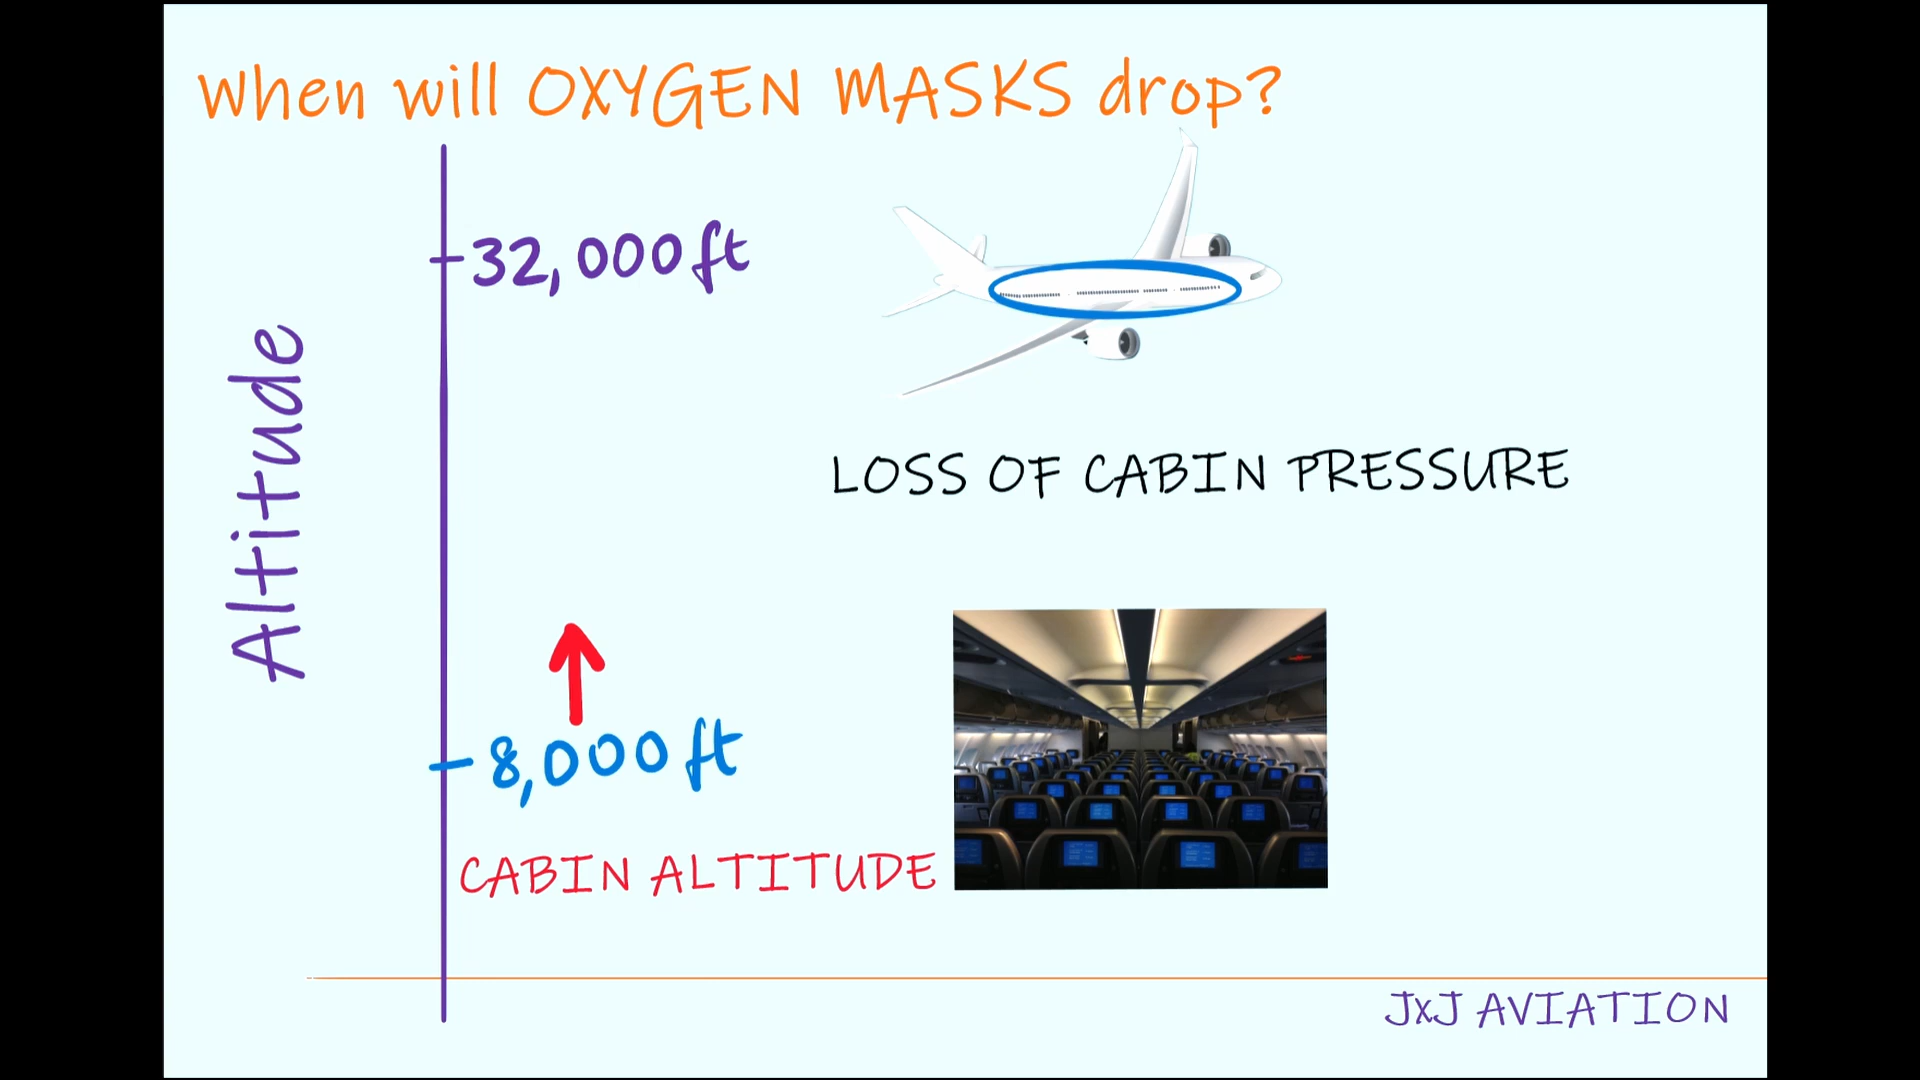 When will OXYGEN MASKS drop?
32,000ft
Altitude
LOSS OF CABIN PRESSURE
8,000ft
CABIN ALTITUDE
JxJ AVIATION